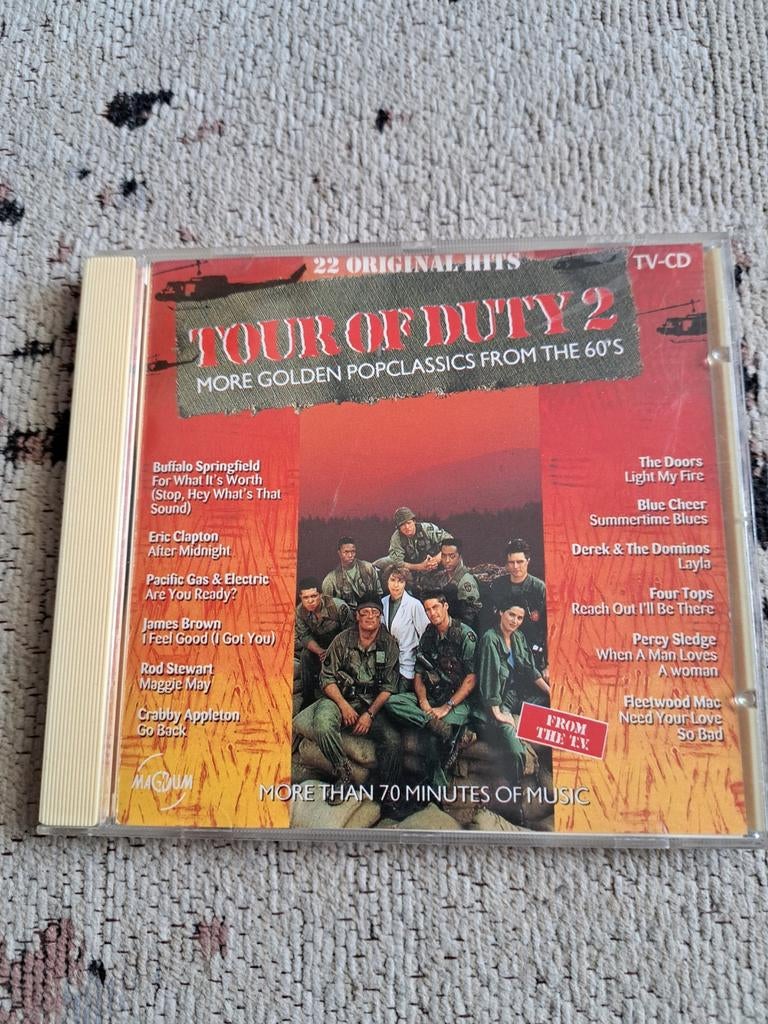 22 ORIGINAL HITS
TV-CD
TOUR OF DUTY 2
MORE GOLDEN POPCLASSICS FROM THE 60'S
Buffalo Springfield
For What It's Worth
(Stop, Hey What's That
Sound)
Eric Clapton
After Midnight
Pacific Gas & Electric
Are You Ready?
James Brown
I Feel Good (I Got You)
Rod Stewart
Maggie May
Crabby Appleton
Go Back
The Doors
Light My Fire
Blue Cheer
Summertime Blues
Derek & The Dominos
Layla
Four Tops
Reach Out I'll Be There
Percy Sledge
When A Man Loves
A woman
Fleetwood Mac
Need Your Love
So Bad
FROM
THE T.V.
MAGNUM
MORE THAN 70 MINUTES OF MUSIC